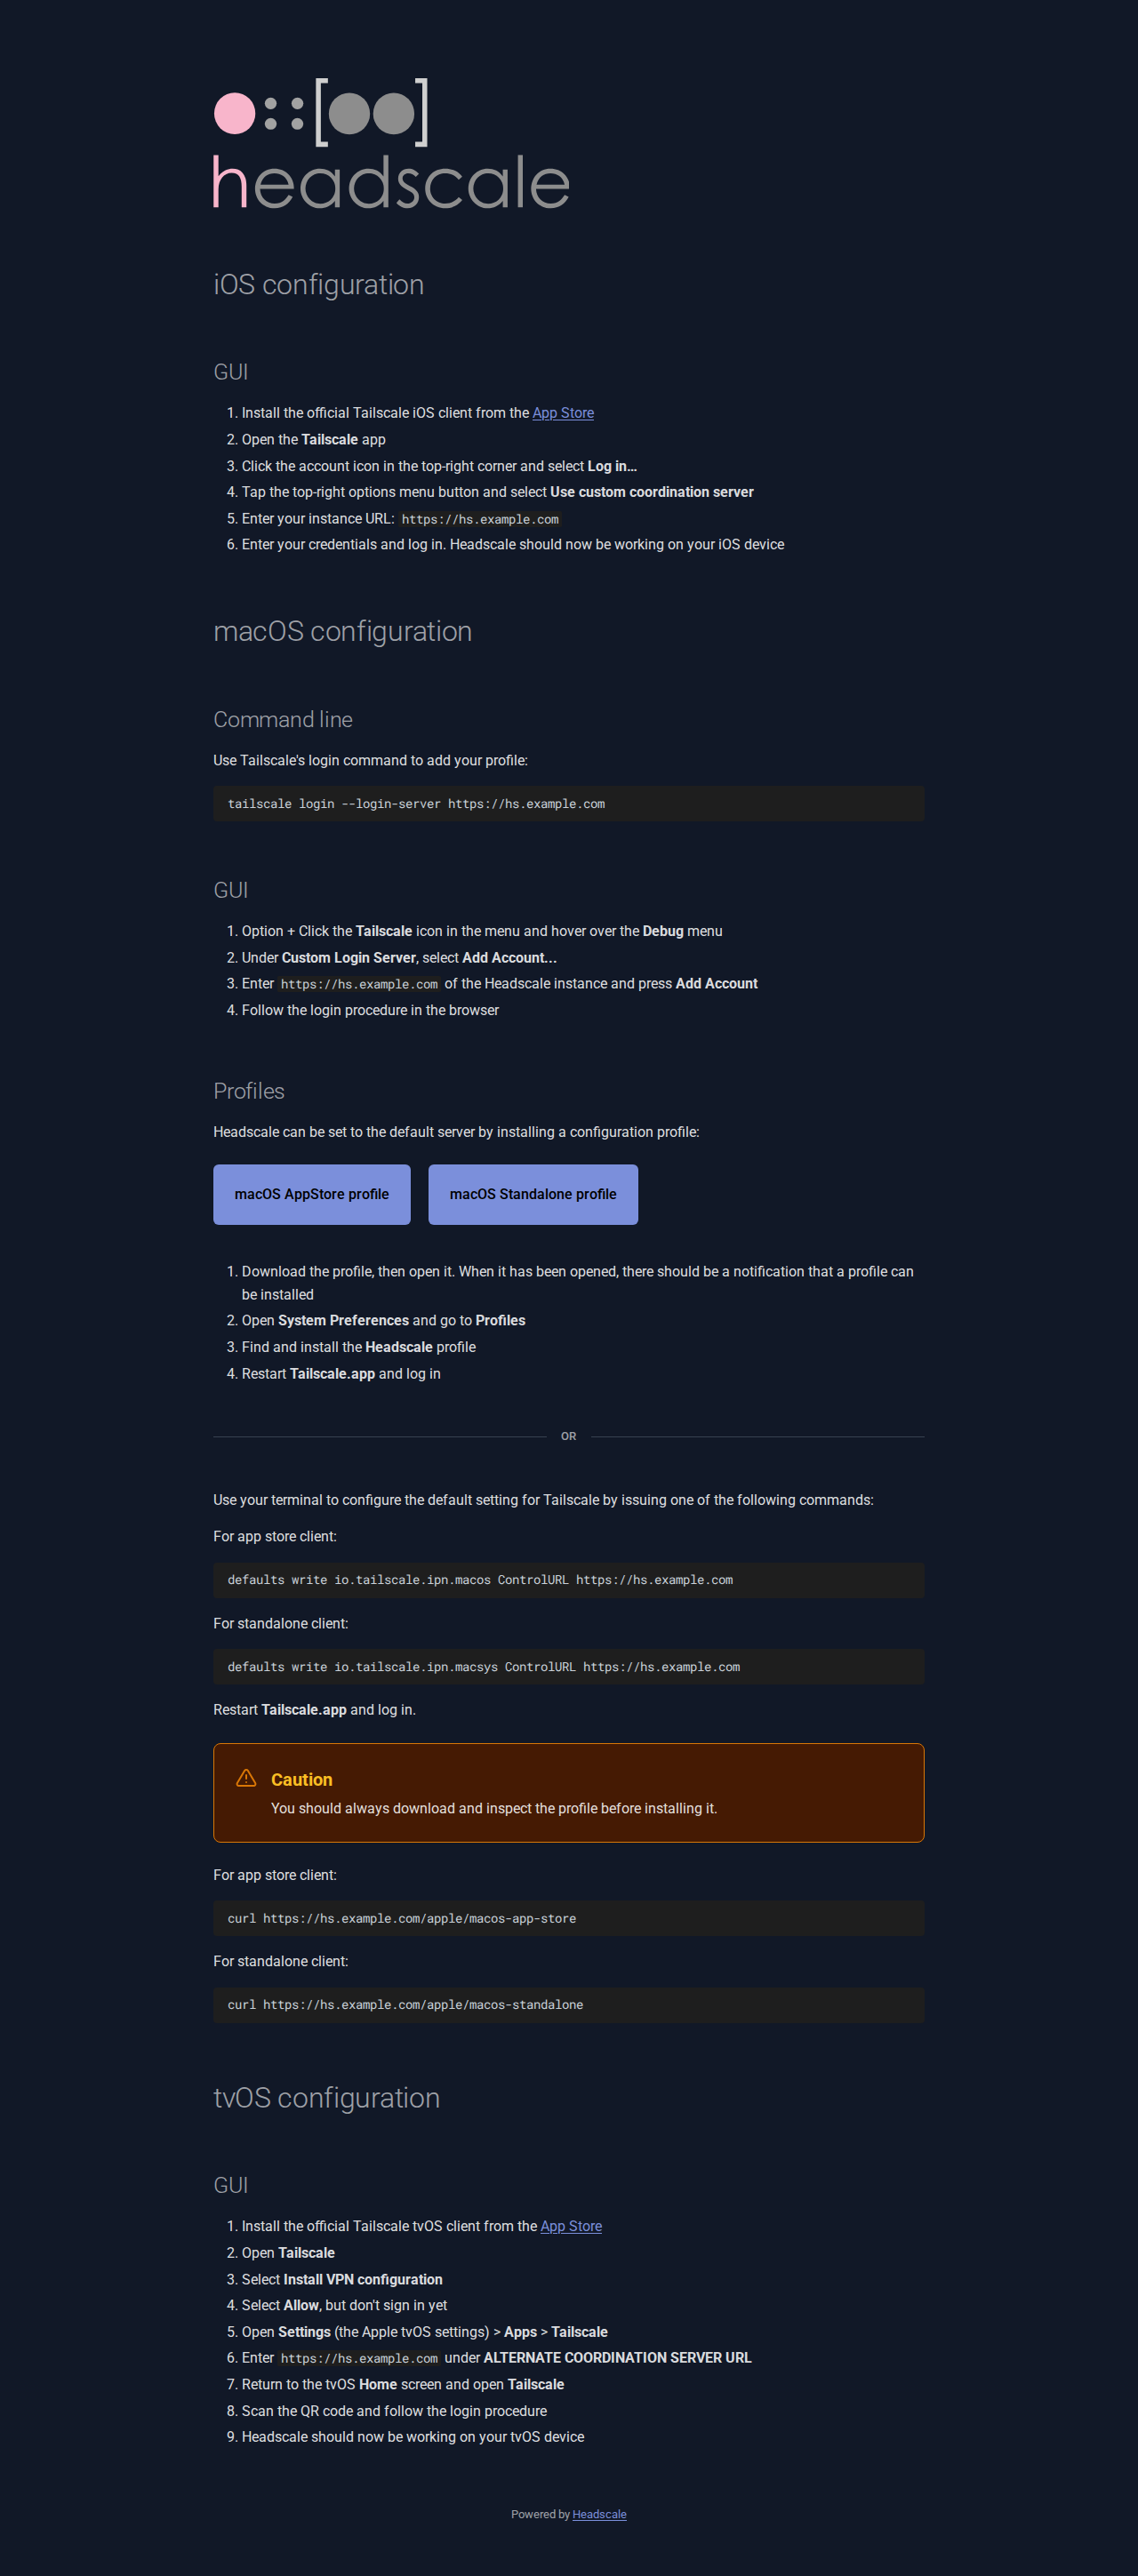 headscale
iOS configuration
GUI
1. Install the official Tailscale iOS client from the App Store
2. Open the Tailscale app
3. Click the account icon in the top-right corner and select Log in…
4. Tap the top-right options menu button and select Use custom coordination server
5. Enter your instance URL: https://hs.example.com
6. Enter your credentials and log in. Headscale should now be working on your iOS device
macOS configuration
Command line
Use Tailscale's login command to add your profile:
tailscale login --login-server https://hs.example.com
GUI
1. Option + Click the Tailscale icon in the menu and hover over the Debug menu
2. Under Custom Login Server, select Add Account...
3. Enter https://hs.example.com of the Headscale instance and press Add Account
4. Follow the login procedure in the browser
Profiles
Headscale can be set to the default server by installing a configuration profile:
macOS AppStore profile macOS Standalone profile
1. Download the profile, then open it. When it has been opened, there should be a notification that a profile can
be installed
2. Open System Preferences and go to Profiles
3. Find and install the Headscale profile
4. Restart Tailscale.app and log in
OR
Use your terminal to configure the default setting for Tailscale by issuing one of the following commands:
For app store client:
defaults write io.tailscale.ipn.macos ControlURL https://hs.example.com
For standalone client:
defaults write io.tailscale.ipn.macsys ControlURL https://hs.example.com
Restart Tailscale.app and log in.
Caution
You should always download and inspect the profile before installing it.
For app store client:
curl https://hs.example.com/apple/macos-app-store
For standalone client:
curl https://hs.example.com/apple/macos-standalone
tvOS configuration
GUI
1. Install the official Tailscale tvOS client from the App Store
2. Open Tailscale
3. Select Install VPN configuration
4. Select Allow, but don't sign in yet
5. Open Settings (the Apple tvOS settings) > Apps > Tailscale
6. Enter https://hs.example.com under ALTERNATE COORDINATION SERVER URL
7. Return to the tvOS Home screen and open Tailscale
8. Scan the QR code and follow the login procedure
9. Headscale should now be working on your tvOS device
Powered by Headscale